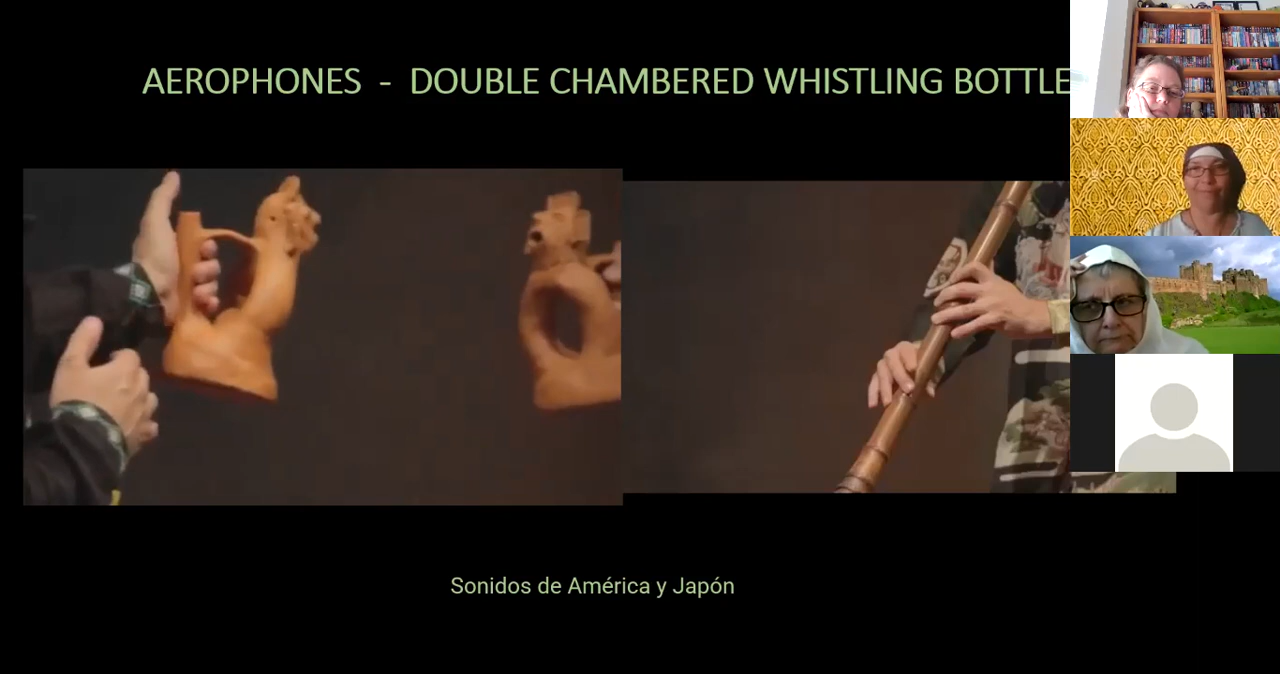 AEROPHONES - DOUBLE CHAMBERED WHISTLING BOTTLE
Sonidos de América y Japón